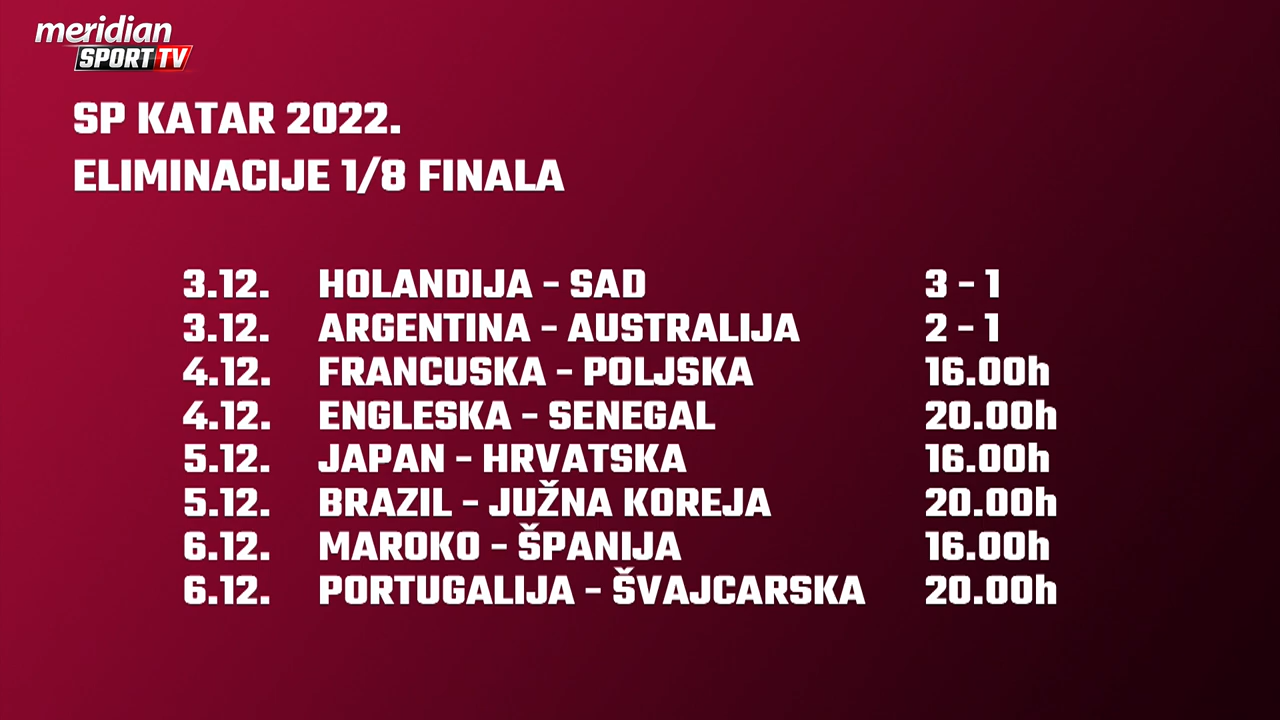 meridian
SPORT TV
SP KATAR 2022.
ELIMINACIJE 1/8 FINALA
3.12. HOLANDIJA - SAD 3 - 1
3.12. ARGENTINA - AUSTRALIJA 2 - 1
4.12. FRANCUSKA - POLJSKA 16.00h
4.12. ENGLESKA - SENEGAL 20.00h
5.12. JAPAN - HRVATSKA 16.00h
5.12. BRAZIL - JUŽNA KOREJA 20.00h
6.12. MAROKO - ŠPANIJA 16.00h
6.12. PORTUGALIJA - ŠVAJCARSKA 20.00h